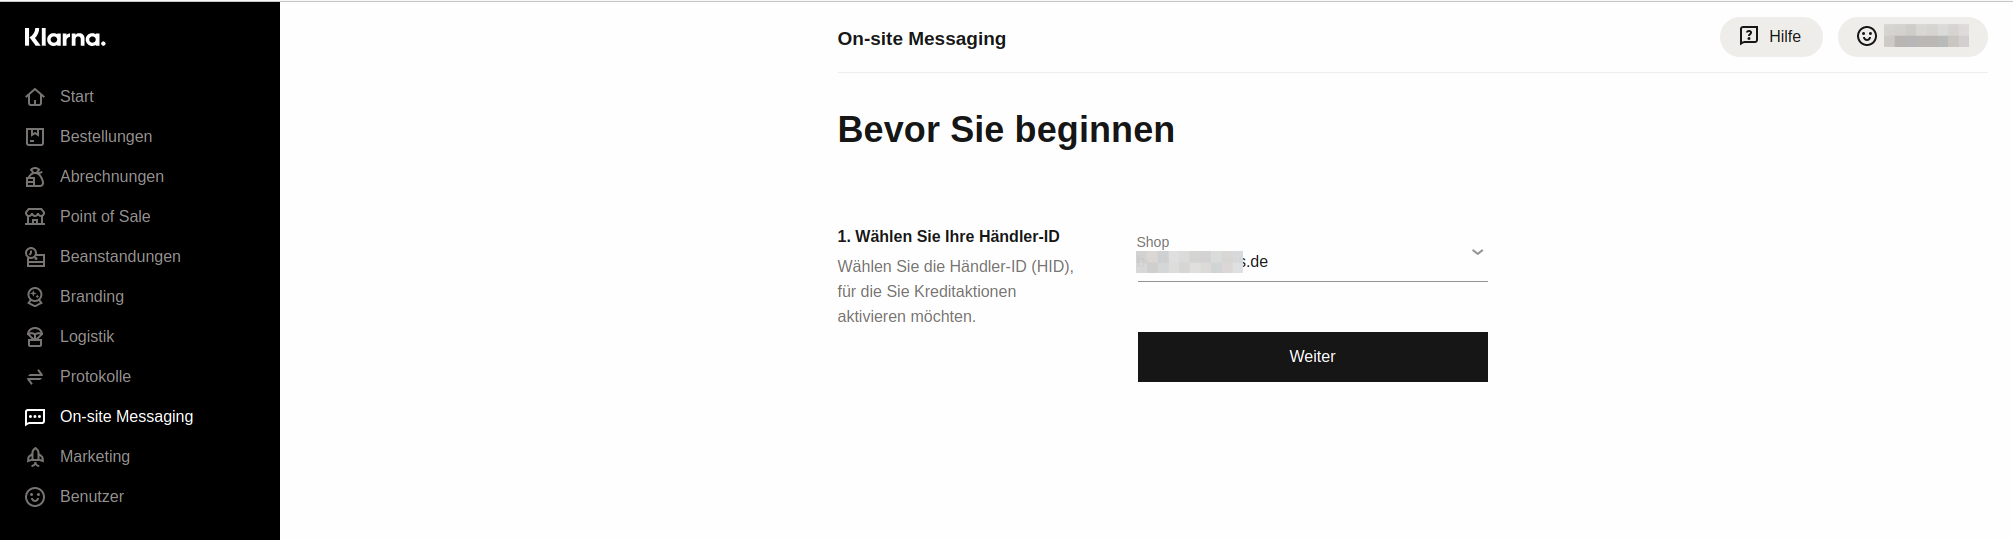 Klarna.
Start
Bestellungen
Abrechnungen
Point of Sale
Beanstandungen
Branding
Logistik
Protokolle
On-site Messaging
Marketing
Benutzer
On-site Messaging
Hilfe
Bevor Sie beginnen
1. Wählen Sie Ihre Händler-ID
Wählen Sie die Händler-ID (HID),
für die Sie Kreditaktionen
aktivieren möchten.
Shop
.de
Weiter